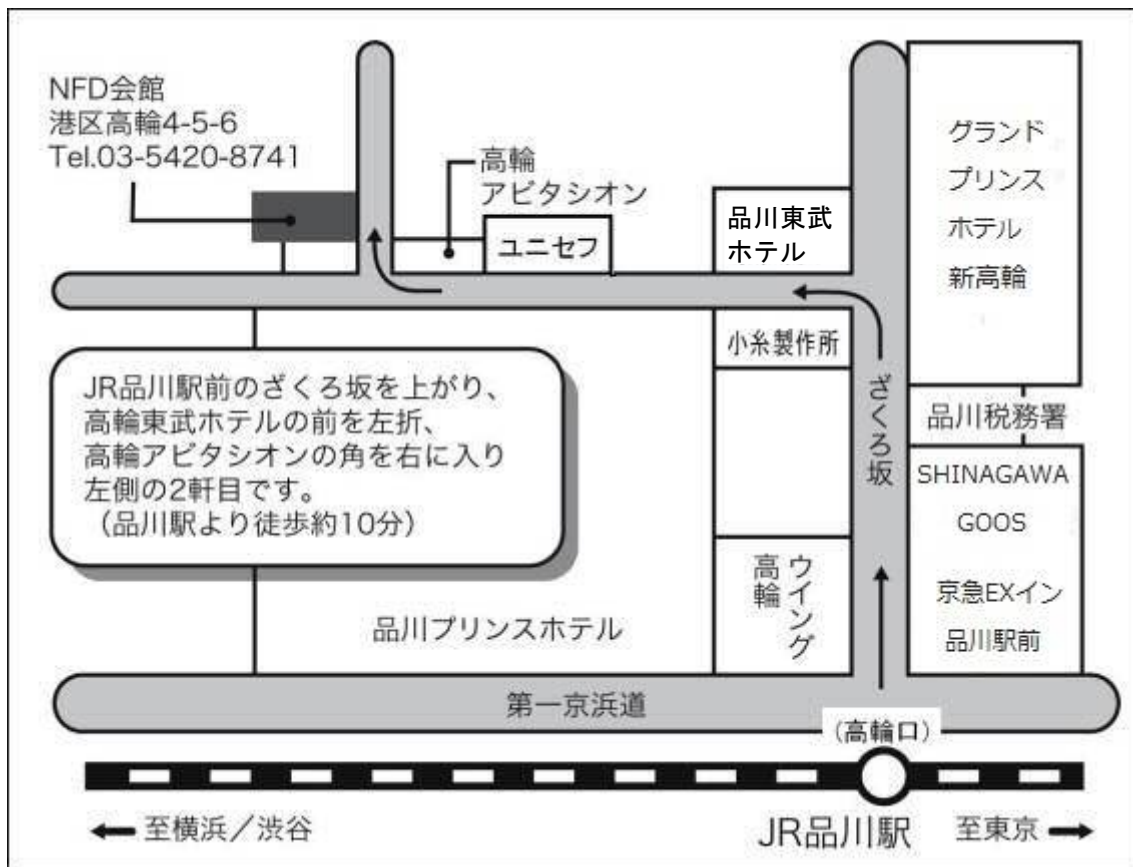 NFD会館
港区高輪4-5-6
Tel.03-5420-8741
高輪
アビタシオン
ユニセフ
品川東武
ホテル
グランド
プリンス
ホテル
新高輪
小糸製作所
ざくろ坂
品川税務署
JR品川駅前のざくろ坂を上がり、
高輪東武ホテルの前を左折、
高輪アビタシオンの角を右に入り
左側の2軒目です。
（品川駅より徒歩約10分）
SHINAGAWA
GOOS
京急EXイン
品川駅前
ウイング
高輪
品川プリンスホテル
第一京浜道
（高輪口）
←至横浜／渋谷
JR品川駅
至東京→